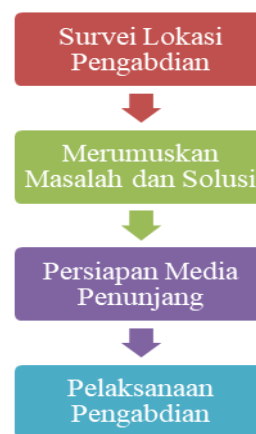 Survei Lokasi
Pengabdian
Merumuskan
Masalah dan Solusi
Persiapan Media
Penunjang
Pelaksanaan
Pengabdian